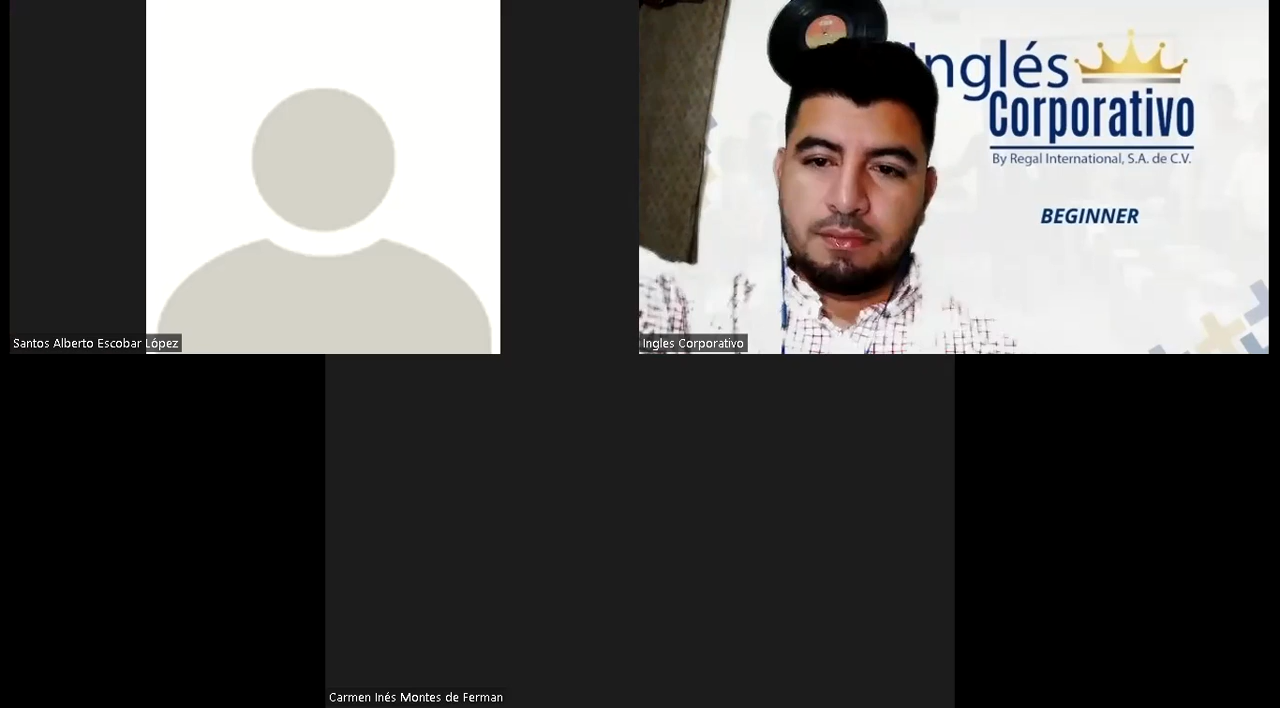 Inglés
Corporativo
By Regal International, S.A. de C.V.
BEGINNER
Santos Alberto Escobar López
Ingles Corporativo
Carmen Inés Montes de Ferman